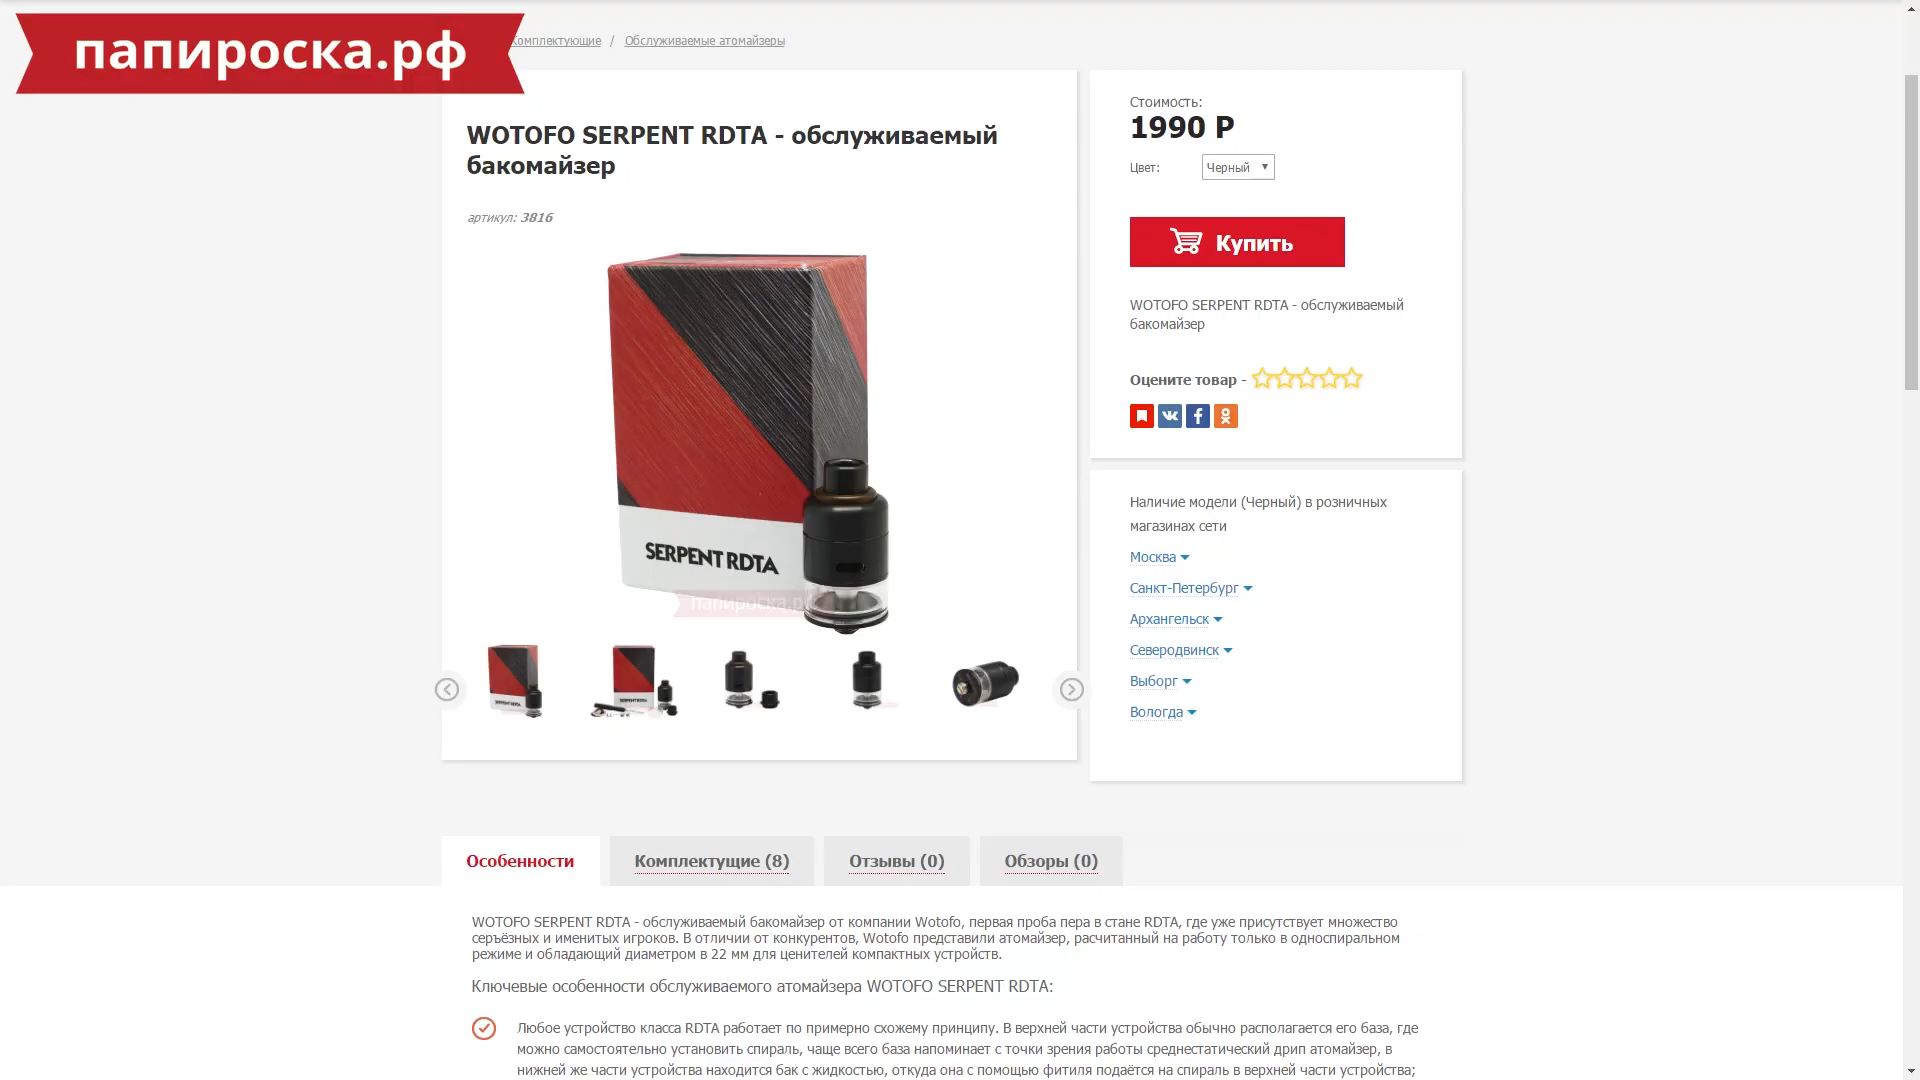 папироска.рф
Комплектующие / Обслуживаемые атомайзеры
WOTOFO SERPENT RDTA - обслуживаемый
бакомайзер
артикул: 3816
SERPENT RDTA
папироска.рф
Стоимость:
1990 Р
Цвет: Черный
Купить
WOTOFO SERPENT RDTA - обслуживаемый
бакомайзер
Оцените товар -
Наличие модели (Черный) в розничных
магазинах сети
Москва
Санкт-Петербург
Архангельск
Северодвинск
Выборг
Вологда
Особенности
Комплектущие (8)
Отзывы (0)
Обзоры (0)
WOTOFO SERPENT RDTA - обслуживаемый бакомайзер от компании Wotofo, первая проба пера в стане RDTA, где уже присутствует множество
серъёзных и именитых игроков. В отличии от конкурентов, Wotofo представили атомайзер, расчитанный на работу только в односпиральном
режиме и обладающий диаметром в 22 мм для ценителей компактных устройств.
Ключевые особенности обслуживаемого атомайзера WOTOFO SERPENT RDTA:
Любое устройство класса RDTA работает по примерно схожему принципу. В верхней части устройства обычно располагается его база, где
можно самостоятельно установить спираль, чаще всего база напоминает с точки зрения работы среднестатический дрип атомайзер, в
нижней же части устройства находится бак с жидкостью, откуда она с помощью фитиля подаётся на спираль в верхней части устройства;